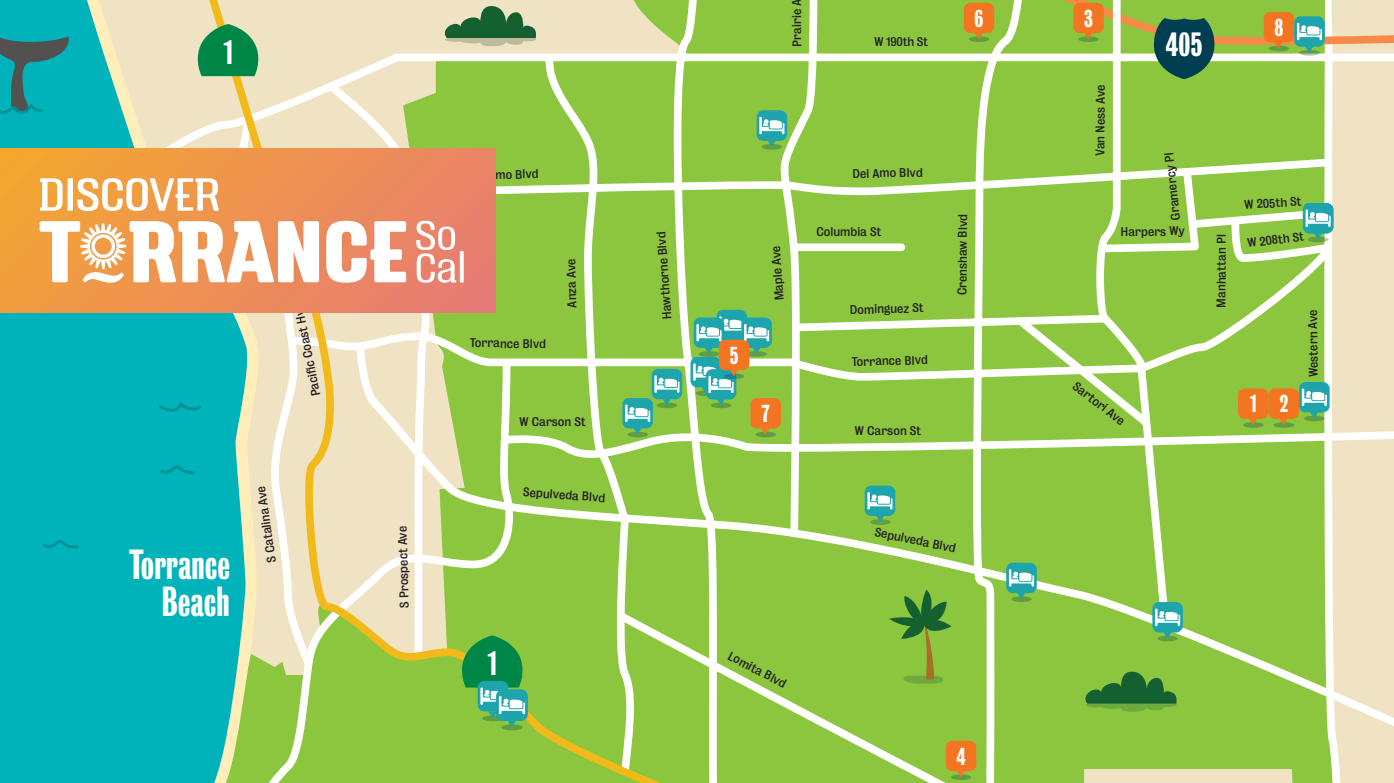 1
Prairie A
6
3
8
405
W 190th St
Van Ness Ave
DISCOVER
TORRANCE
So
Cal
mo Blvd
Del Amo Blvd
Gramercy Pl
W 205th St
Harpers Wy
W 208th St
Manhattan Pl
Columbia St
Crenshaw Blvd
Maple Ave
Hawthorne Blvd
Anza Ave
Dominguez St
Western Ave
Pacific Coast Hw
Torrance Blvd
5
Torrance Blvd
Sartori Ave
1
2
7
W Carson St
W Carson St
Sepulveda Blvd
Sepulveda Blvd
S Catalina Ave
S Prospect Ave
Torrance
Beach
1
Lomita Blvd
4